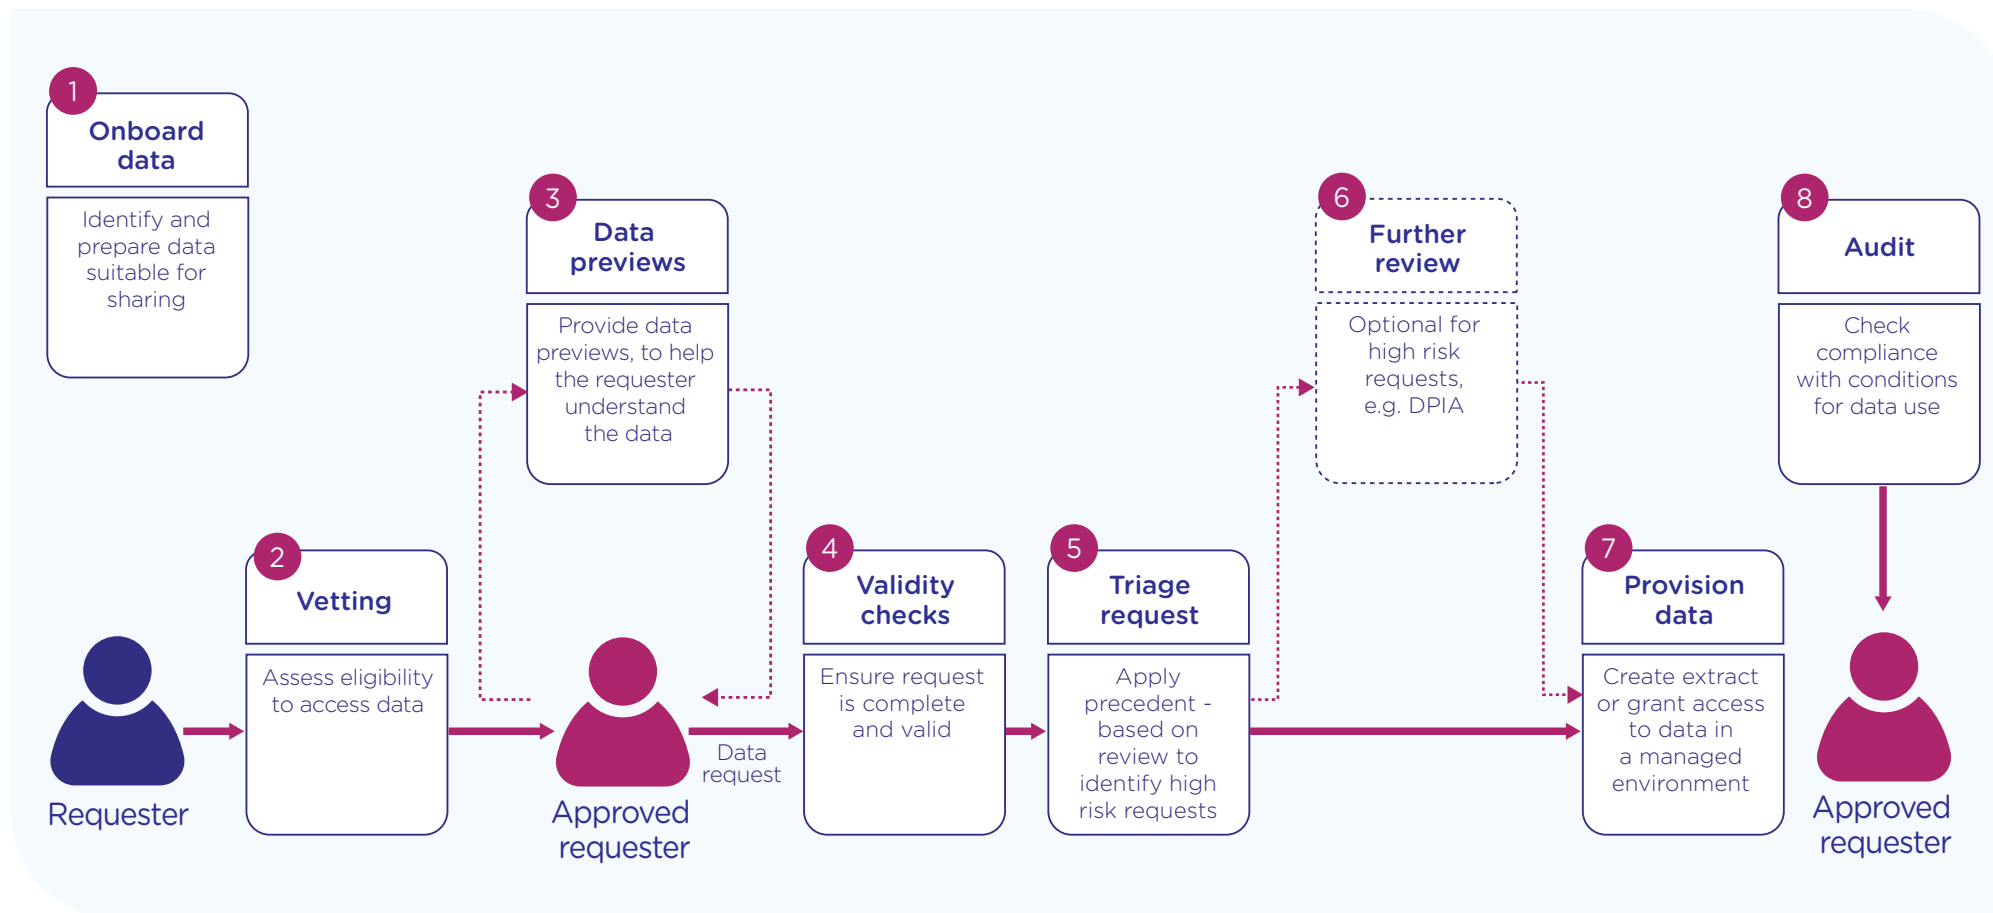 1
Onboard
data
Identify and
prepare data
suitable for
sharing
Requester
2
Vetting
Assess eligibility
to access data
3
Data
previews
Provide data
previews, to help
the requester
understand
the data
Approved
requester
Data
request
4
Validity
checks
Ensure request
is complete
and valid
5
Triage
request
Apply
precedent -
based on
review to
identify high
risk requests
6
Further
review
Optional for
high risk
requests,
e.g. DPIA
7
Provision
data
Create extract
or grant access
to data in
a managed
environment
8
Audit
Check
compliance
with conditions
for data use
Approved
requester